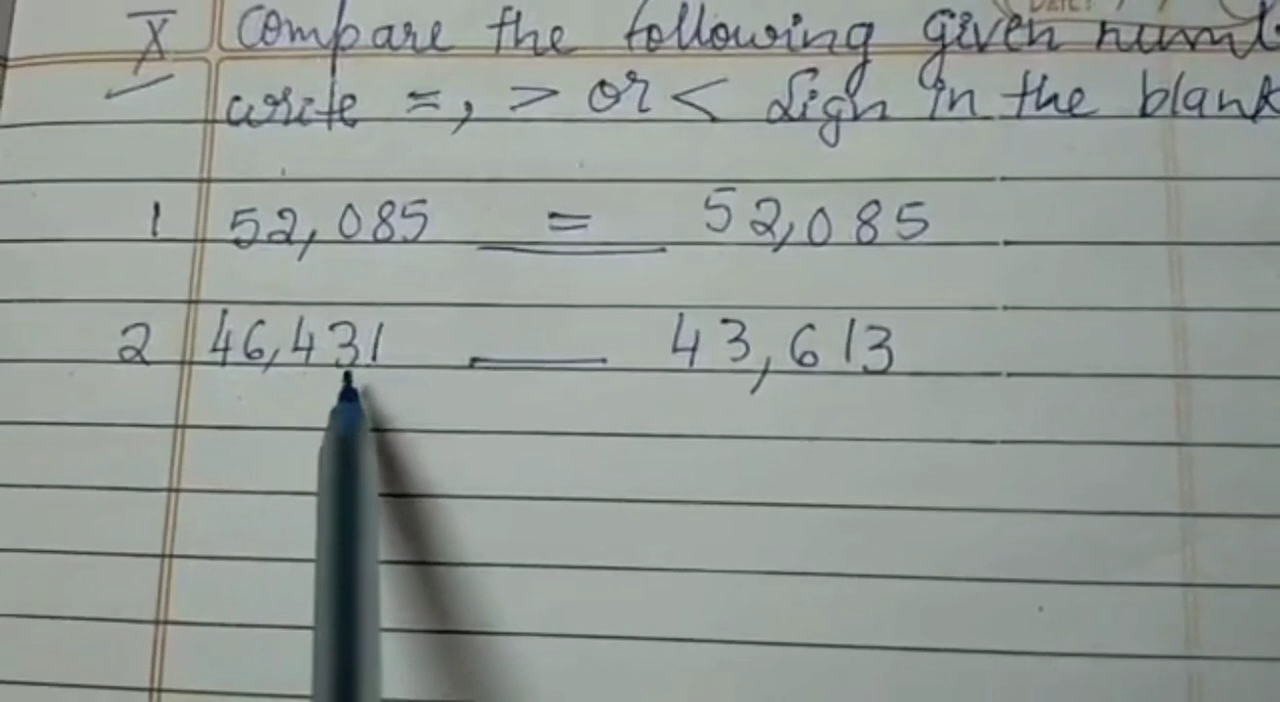 X Compare the following given
write =, > or < sign in the blank
1 52,085 = 52,085
2 46,431 ___ 43,613